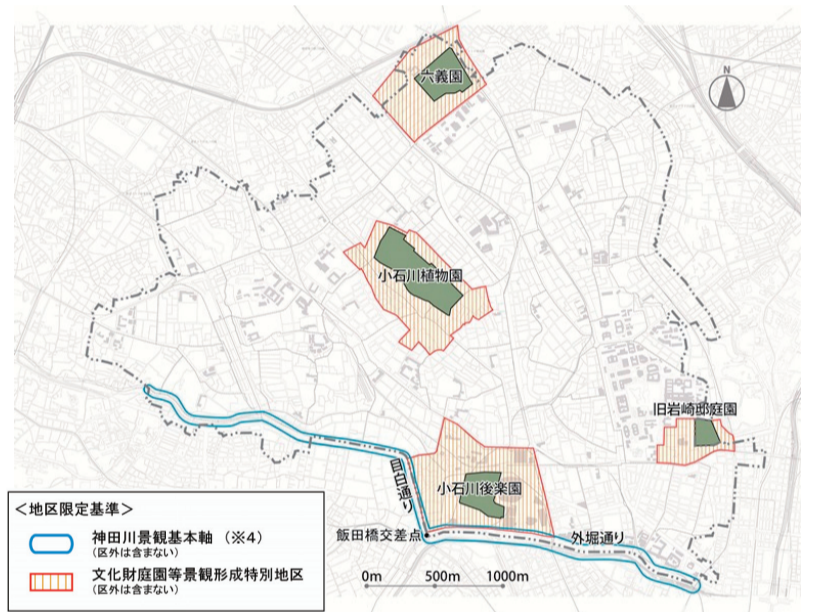 六義園
N
小石川植物園
旧岩崎邸庭園
小石川後楽園
目白通り
飯田橋交差点
外堀通り
0m 500m 1000m
＜地区限定基準＞
神田川景観基本軸 （※4）
（区外は含まない）
文化財庭園等景観形成特別地区
（区外は含まない）